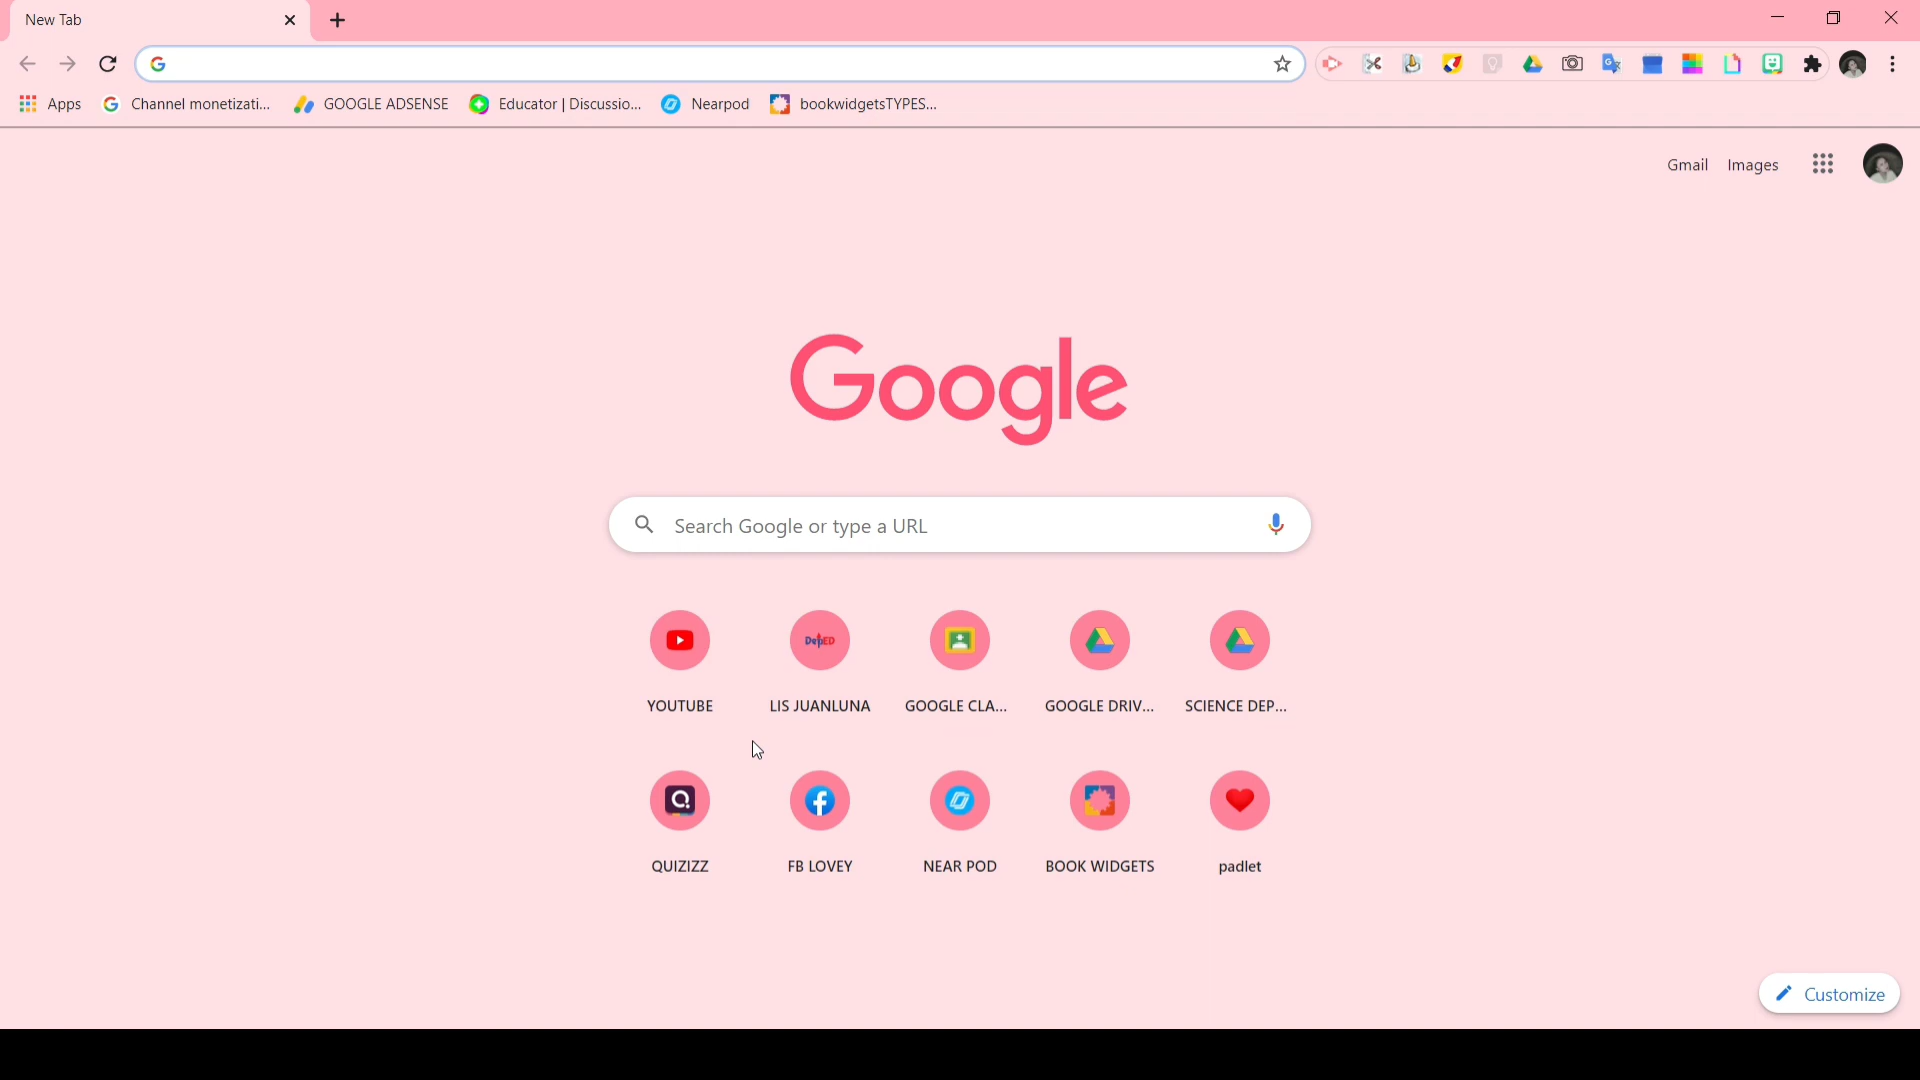 New Tab
Apps Channel monetizati... GOOGLE ADSENSE Educator | Discussio... Nearpod bookwidgetsTYPES...
Gmail Images
Google
Search Google or type a URL
DepED
YOUTUBE LIS JUANLUNA GOOGLE CLA... GOOGLE DRIV... SCIENCE DEP...
QUIZIZZ FB LOVEY NEAR POD BOOK WIDGETS padlet
Customize